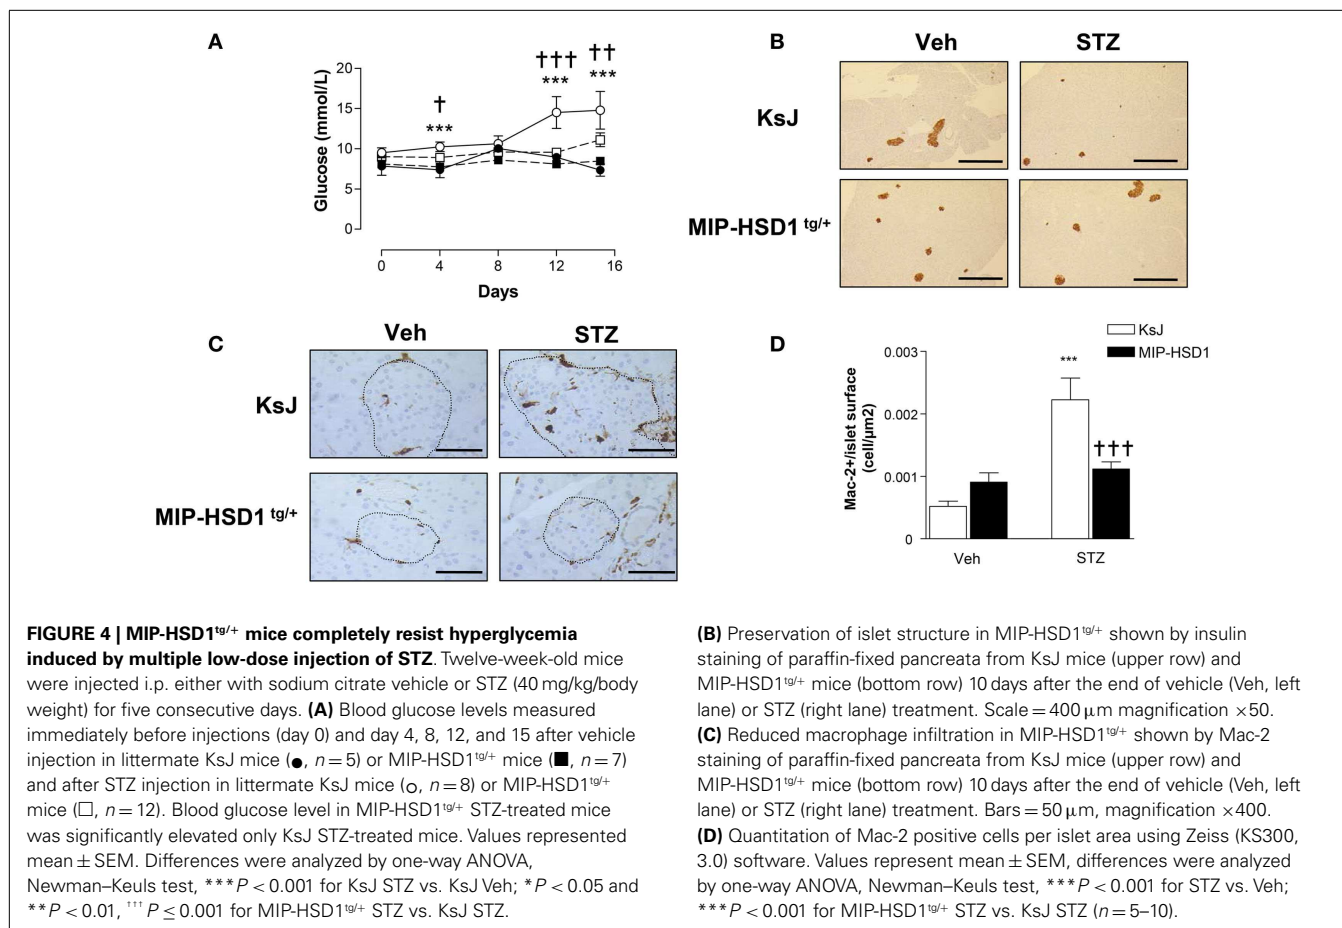 A
Glucose (mmol/L)
20
15
10
5
0
†
***
†††
***
††
***
0 4 8 12 16
Days
B
Veh STZ
KsJ
MIP-HSD1 tg/+
C
Veh STZ
KsJ
MIP-HSD1 tg/+
D
KsJ
MIP-HSD1
Mac-2+/islet surface
(cell/µm2)
0.003
0.002
0.001
0
***
†††
Veh STZ
FIGURE 4 | MIP-HSD1tg/+ mice completely resist hyperglycemia
induced by multiple low-dose injection of STZ. Twelve-week-old mice
were injected i.p. either with sodium citrate vehicle or STZ (40 mg/kg/body
weight) for five consecutive days. (A) Blood glucose levels measured
immediately before injections (day 0) and day 4, 8, 12, and 15 after vehicle
injection in littermate KsJ mice (●, n = 5) or MIP-HSD1tg/+ mice (■, n = 7)
and after STZ injection in littermate KsJ mice (○, n = 8) or MIP-HSD1tg/+
mice (□, n = 12). Blood glucose level in MIP-HSD1tg/+ STZ-treated mice
was significantly elevated only KsJ STZ-treated mice. Values represented
mean ± SEM. Differences were analyzed by one-way ANOVA,
Newman–Keuls test, ***P < 0.001 for KsJ STZ vs. KsJ Veh; *P < 0.05 and
**P < 0.01, †††P ≤ 0.001 for MIP-HSD1tg/+ STZ vs. KsJ STZ.
(B) Preservation of islet structure in MIP-HSD1tg/+ shown by insulin
staining of paraffin-fixed pancreata from KsJ mice (upper row) and
MIP-HSD1tg/+ mice (bottom row) 10 days after the end of vehicle (Veh, left
lane) or STZ (right lane) treatment. Scale = 400 µm magnification ×50.
(C) Reduced macrophage infiltration in MIP-HSD1tg/+ shown by Mac-2
staining of paraffin-fixed pancreata from KsJ mice (upper row) and
MIP-HSD1tg/+ mice (bottom row) 10 days after the end of vehicle (Veh, left
lane) or STZ (right lane) treatment. Bars = 50 µm, magnification ×400.
(D) Quantitation of Mac-2 positive cells per islet area using Zeiss (KS300,
3.0) software. Values represent mean ± SEM, differences were analyzed
by one-way ANOVA, Newman–Keuls test, ***P < 0.001 for STZ vs. Veh;
***P < 0.001 for MIP-HSD1tg/+ STZ vs. KsJ STZ (n = 5–10).